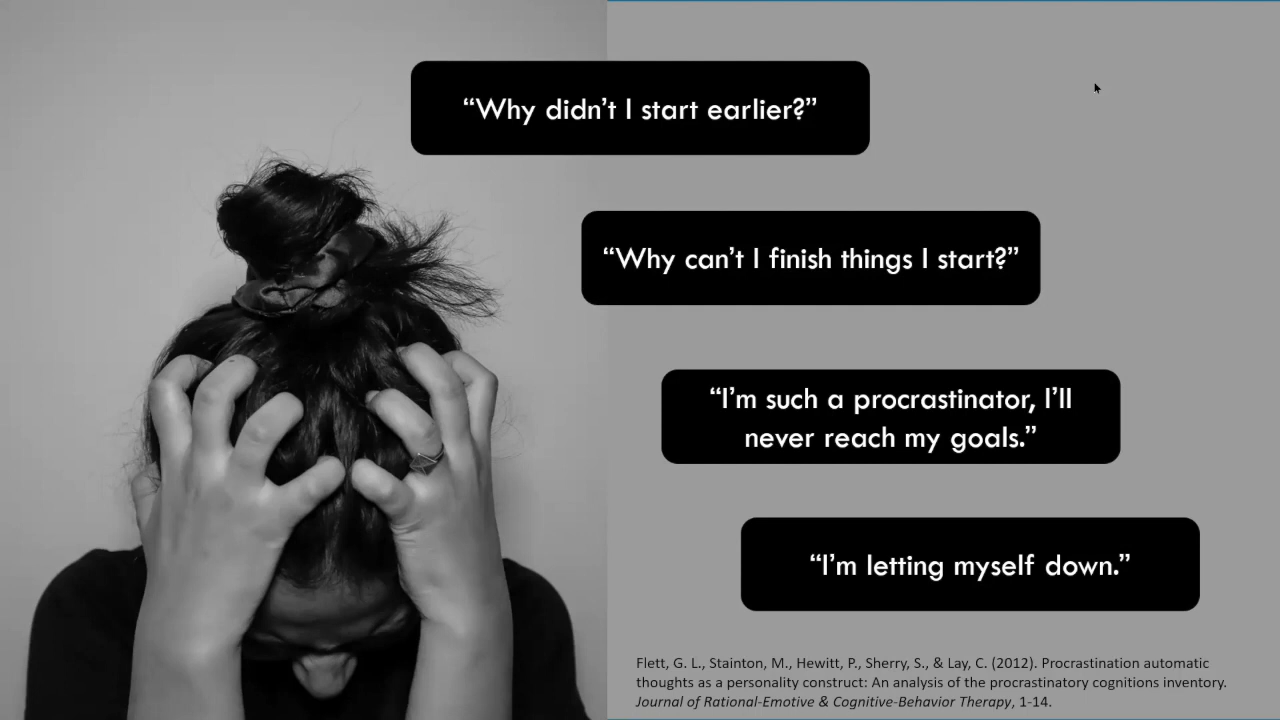 “Why didn’t I start earlier?”
“Why can’t I finish things I start?”
“I’m such a procrastinator, I’ll
never reach my goals.”
“I’m letting myself down.”
Flett, G. L., Stainton, M., Hewitt, P., Sherry, S., & Lay, C. (2012). Procrastination automatic
thoughts as a personality construct: An analysis of the procrastinatory cognitions inventory.
Journal of Rational-Emotive & Cognitive-Behavior Therapy, 1-14.